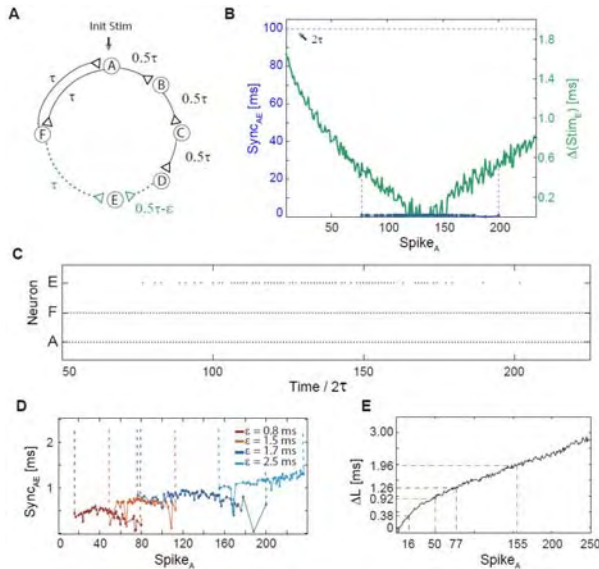 A
Init Stim
A
0.5τ
B
0.5τ
C
0.5τ
D
0.5τ-ε
E
τ
F
τ
τ
B
Sync_AE [ms]
100
80
60
40
20
0
2τ
1.8
1.4
1.0
0.6
0.2
Δ(Stim_E) [ms]
50
100
150
200
Spike_A
C
Neuron
E
F
A
50
100
150
200
Time / 2τ
D
Sync_AE [ms]
2
1
0
ε = 0.8 ms
ε = 1.5 ms
ε = 1.7 ms
ε = 2.5 ms
0
40
80
120
160
200
Spike_A
E
ΔL [ms]
3.00
1.96
1.26
0.92
0.38
0
16
50
77
155
250
Spike_A